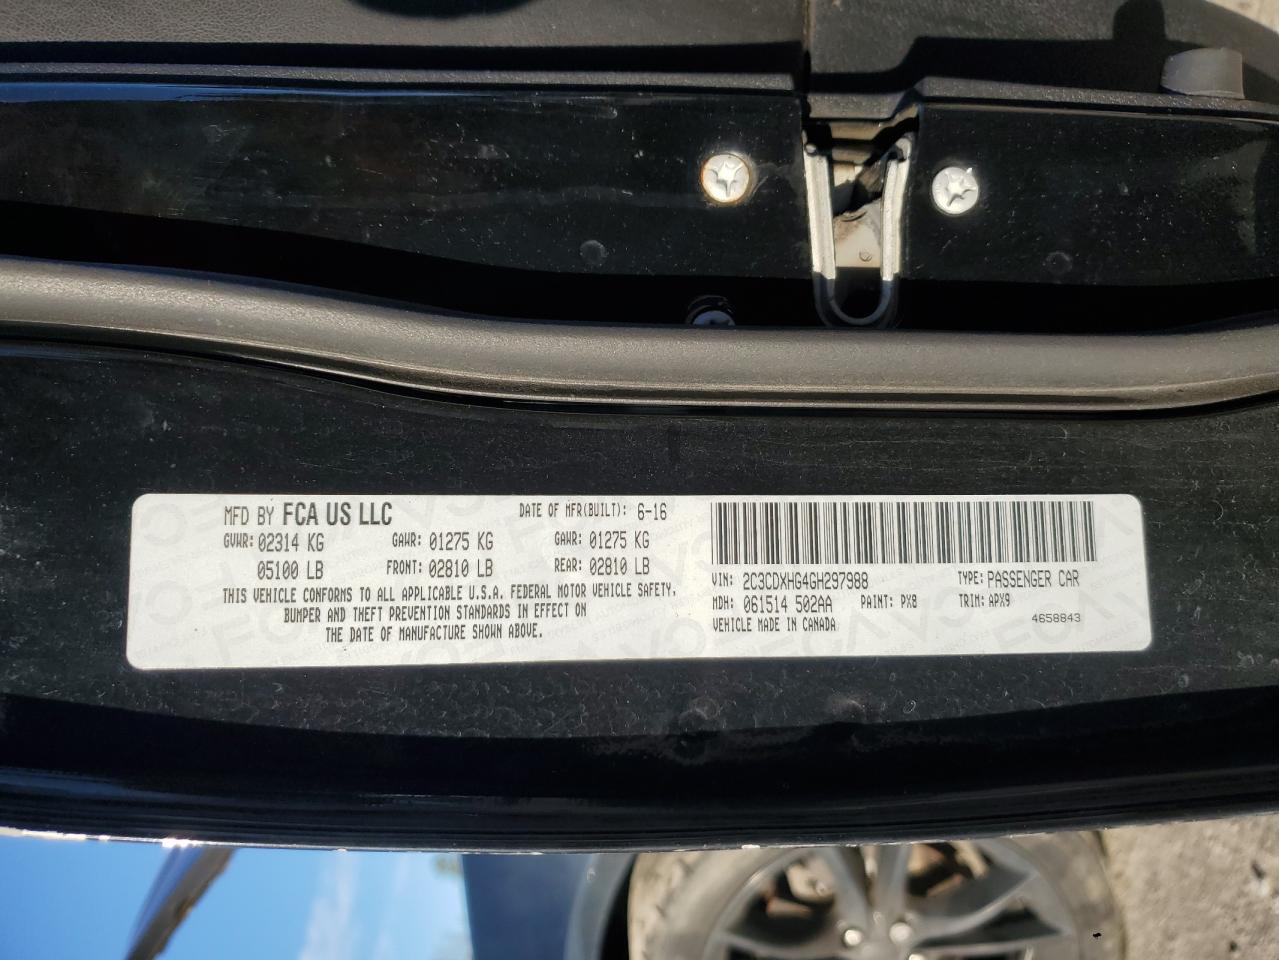 MFD BY FCA US LLC DATE OF MFR(BUILT): 6-16
GVWR: 02314 KG GAWR: 01275 KG GAWR: 01275 KG
05100 LB FRONT: 02810 LB REAR: 02810 LB
THIS VEHICLE CONFORMS TO ALL APPLICABLE U.S.A. FEDERAL MOTOR VEHICLE SAFETY,
BUMPER AND THEFT PREVENTION STANDARDS IN EFFECT ON
THE DATE OF MANUFACTURE SHOWN ABOVE.
VIN: 2C3CDXHG4GH297988 TYPE: PASSENGER CAR
MDH: 061514 502AA PAINT: PX8 TRIM: APX9
VEHICLE MADE IN CANADA 4658843